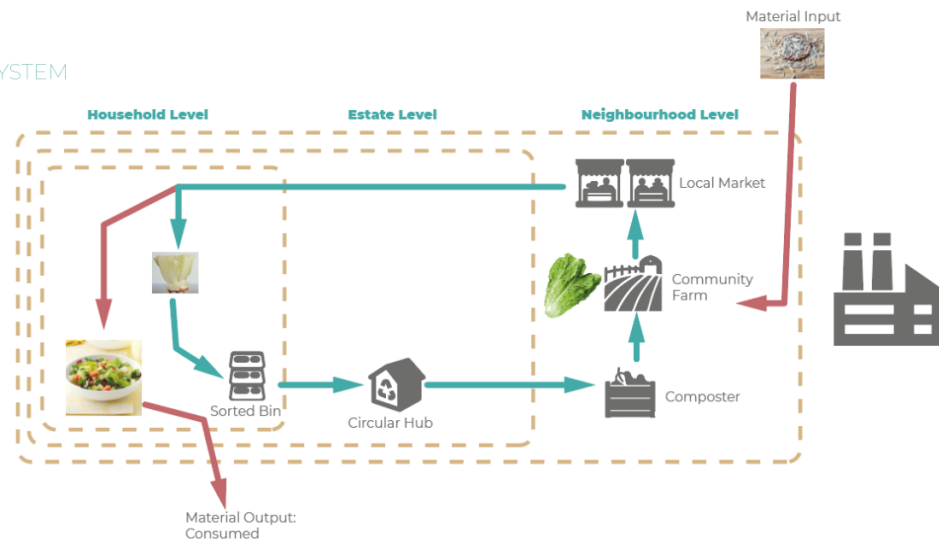 Material Input
YSTEM
Household Level
Estate Level
Neighbourhood Level
Local Market
Community
Farm
Sorted Bin
Circular Hub
Composter
Material Output:
Consumed